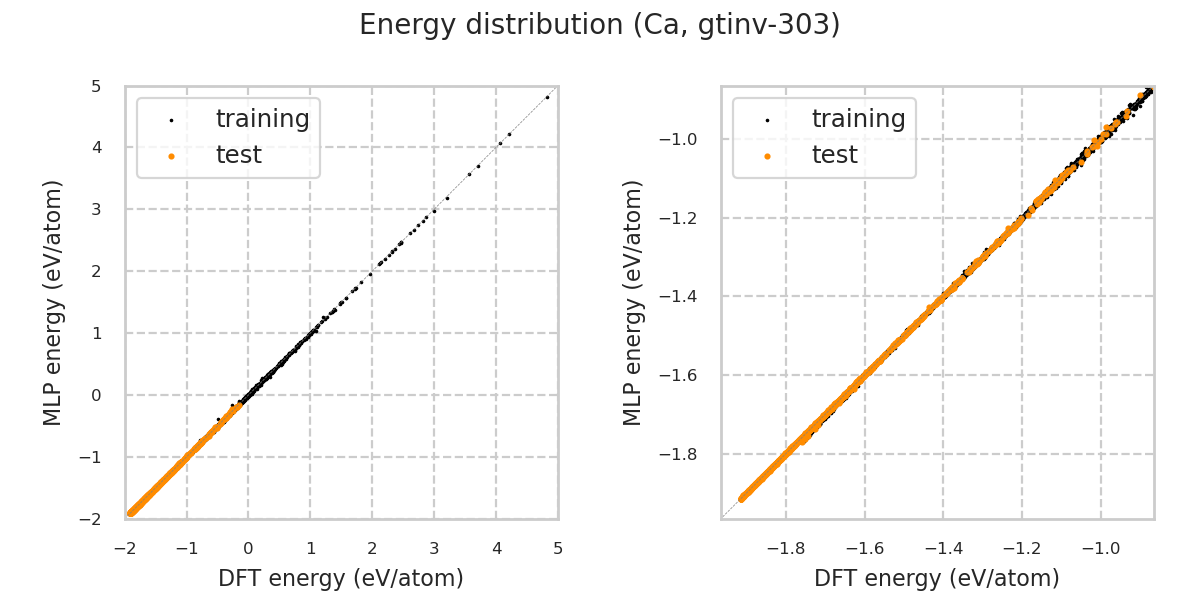 Energy distribution (Ca, gtinv-303)
MLP energy (eV/atom)
5
4
3
2
1
0
−1
−2
training
test
−2 −1 0 1 2 3 4 5
DFT energy (eV/atom)
MLP energy (eV/atom)
−1.0
−1.2
−1.4
−1.6
−1.8
training
test
−1.8 −1.6 −1.4 −1.2 −1.0
DFT energy (eV/atom)